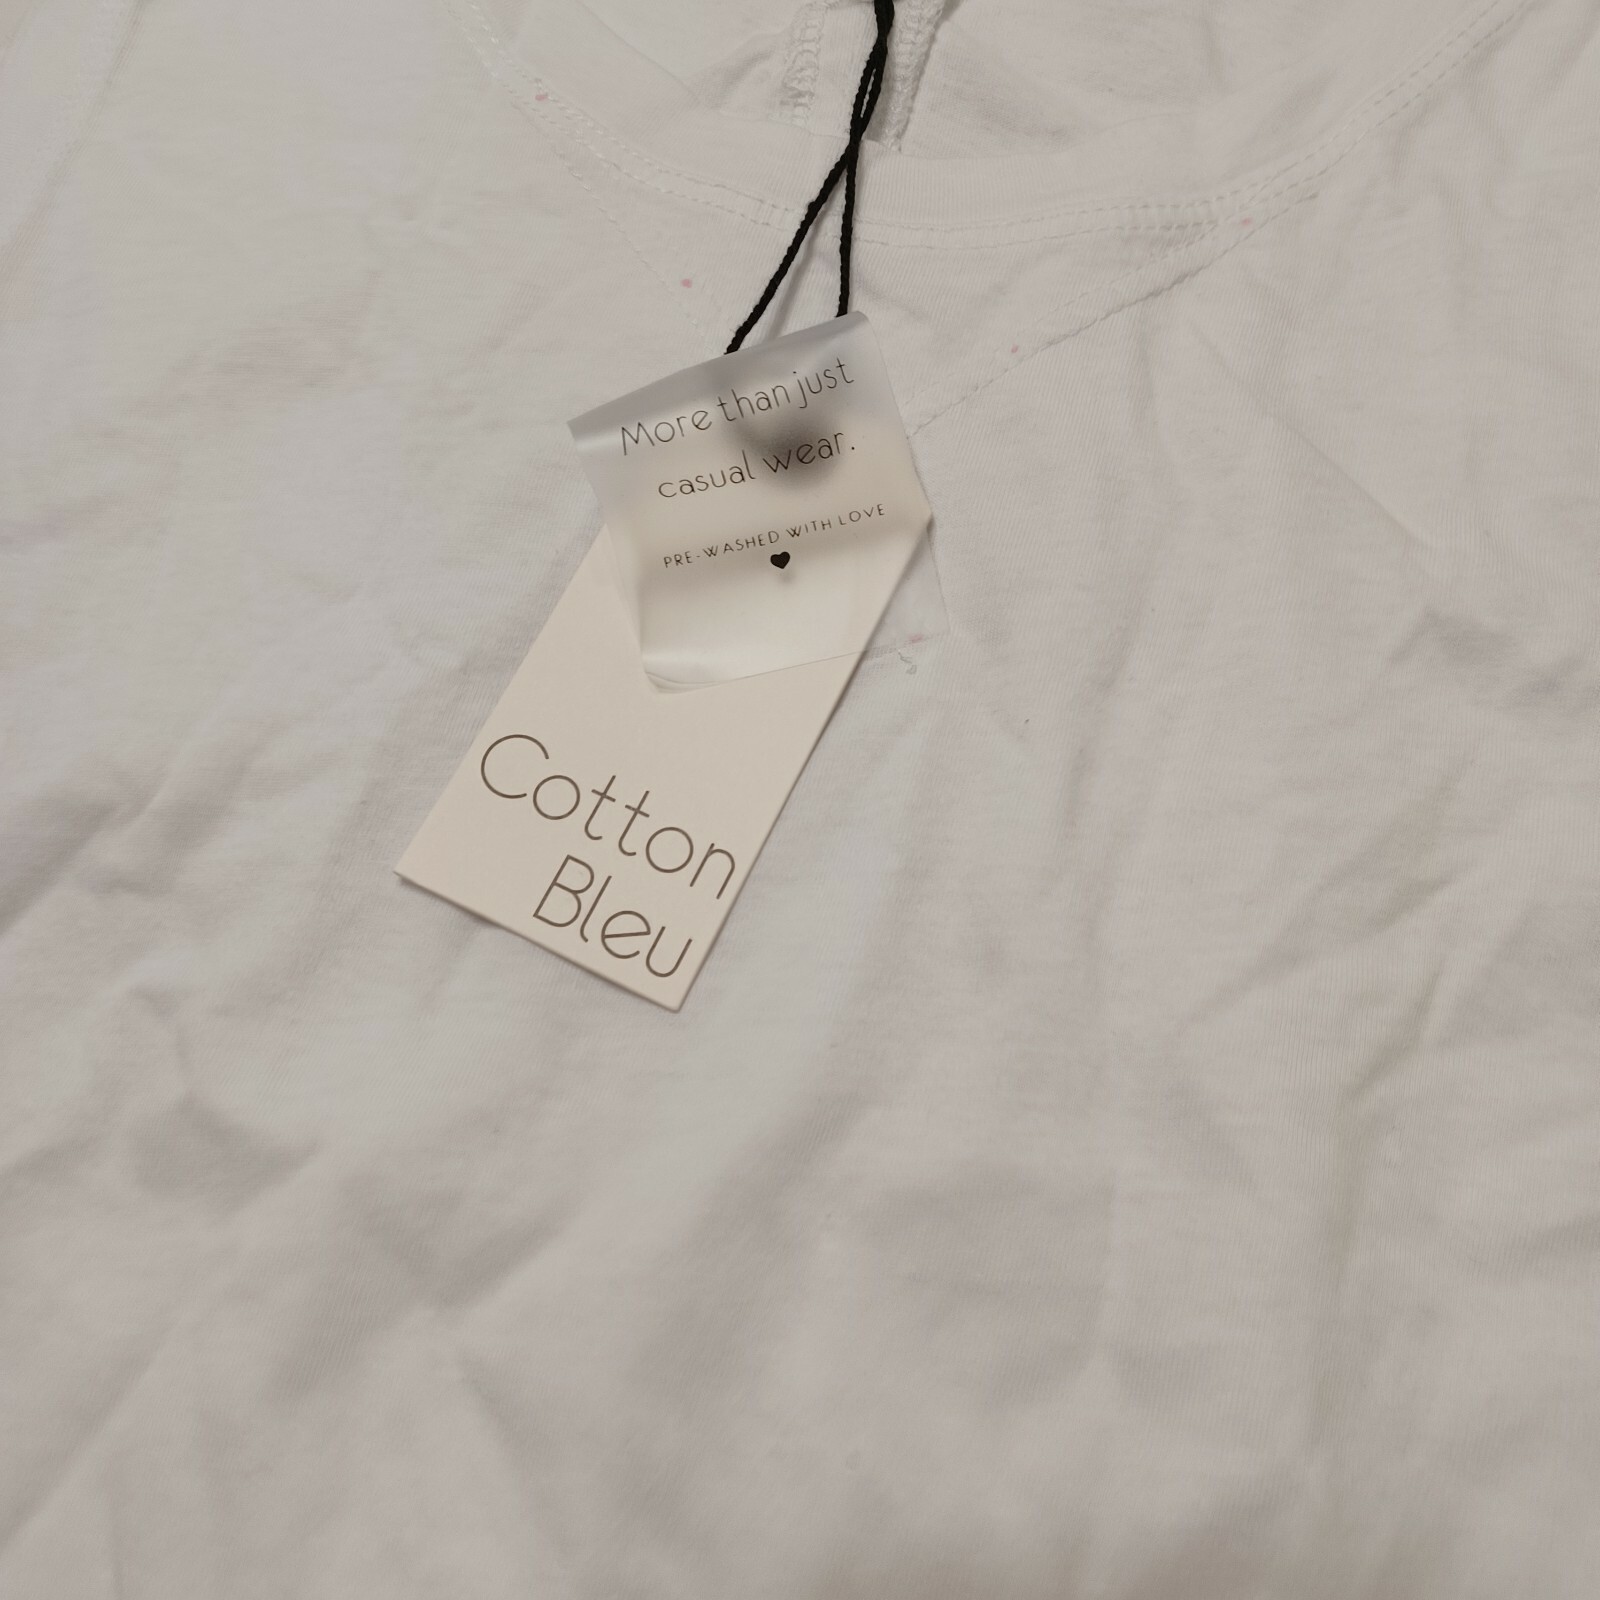 More than just
casual wear.
PRE-WASHED WITH LOVE
Cotton
Bleu